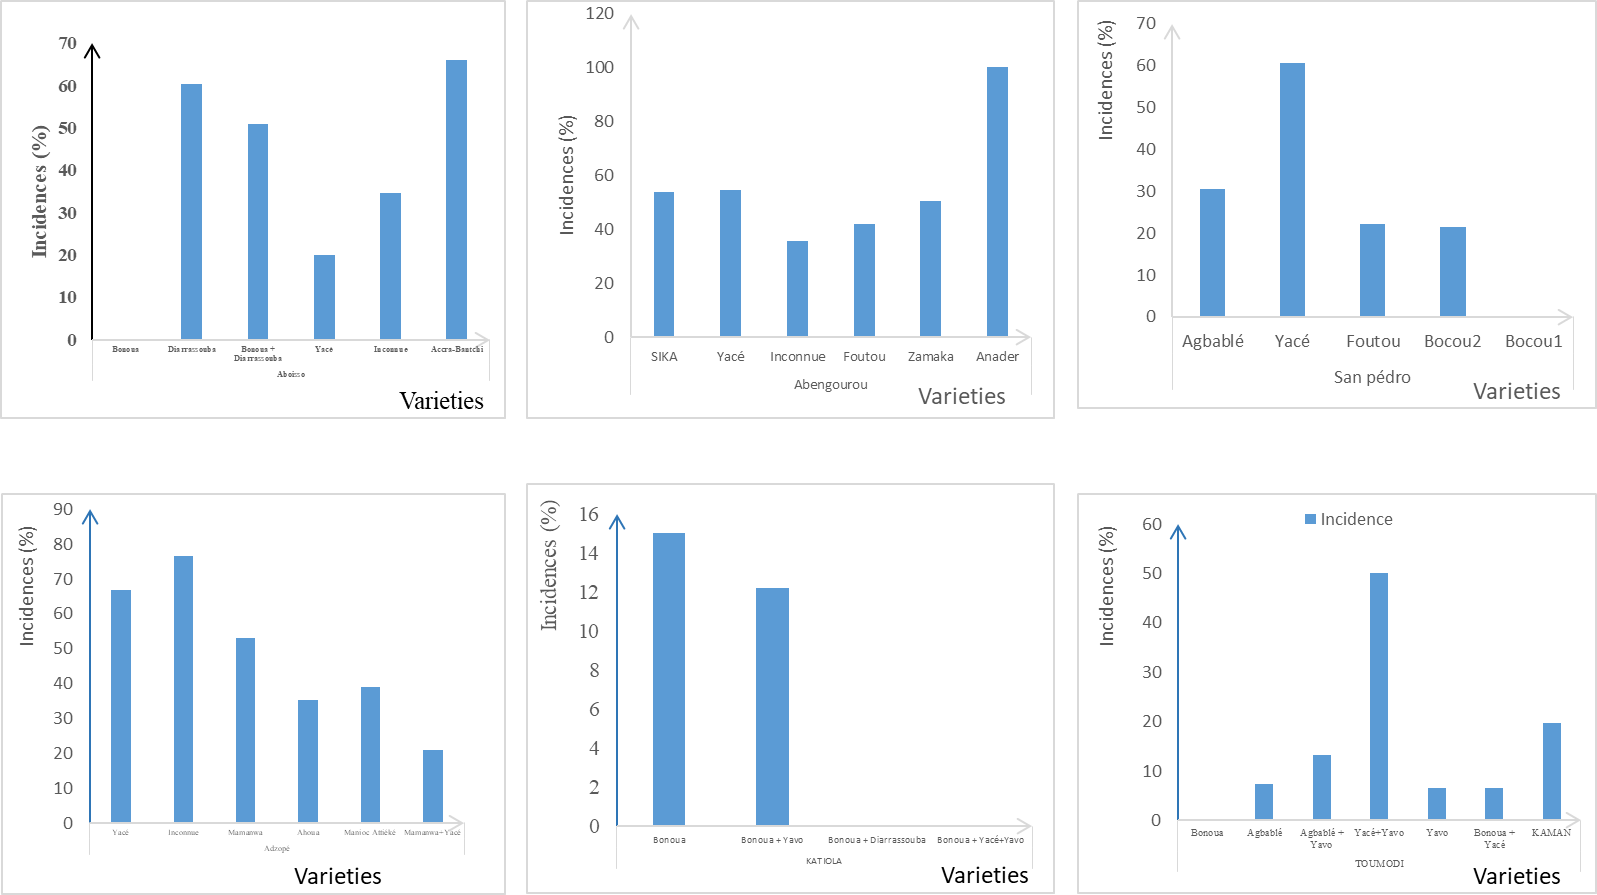 70
60
50
40
30
20
10
0
Incidences (%)
Bonoua Diarrassouba Bonoua + Diarrassouba Yacé Inconnue Accra-Bantchi
Aboisso
Varieties
120
100
80
60
40
20
0
Incidences (%)
SIKA Yacé Inconnue Foutou Zamaka Anader
Abengourou
Varieties
70
60
50
40
30
20
10
0
Incidences (%)
Agbablé Yacé Foutou Bocou2 Bocou1
San pédro
Varieties
90
80
70
60
50
40
30
20
10
0
Incidences (%)
Yacé Inconnue Mamanwa Ahoua Manioc Attiéké Mamanwa+Yacé
Adzopé
Varieties
16
14
12
10
8
6
4
2
0
Incidences (%)
Bonoua Bonoua + Yavo Bonoua + Diarrassouba Bonoua + Yacé+Yavo
KATIOLA
Varieties
Incidence
60
50
40
30
20
10
0
Incidences (%)
Bonoua Agbablé Agbablé + Yavo Yacé+Yavo Yavo Bonoua + Yacé KAMAN
TOUMODI
Varieties